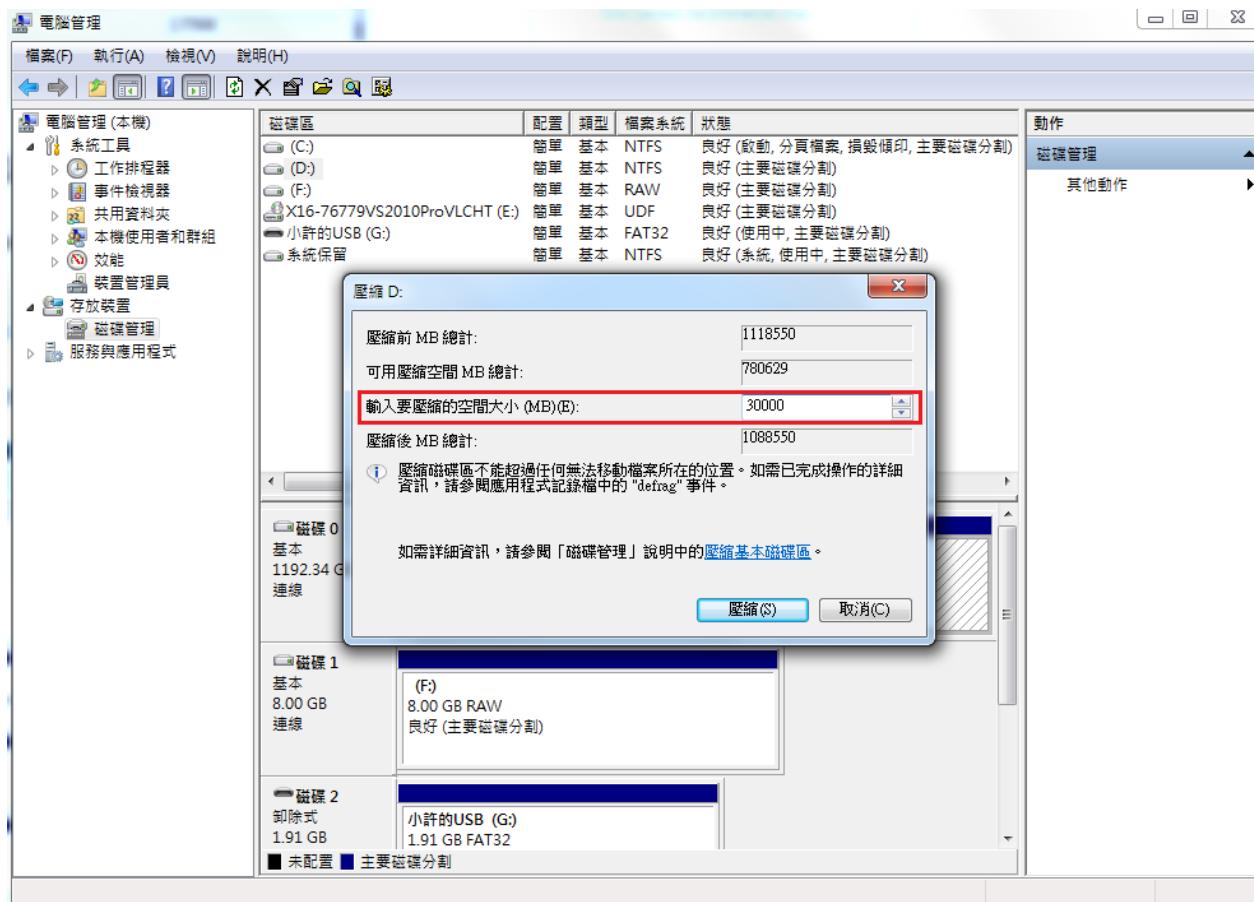 電腦管理
檔案(F) 執行(A) 檢視(V) 說明(H)
電腦管理 (本機)
系統工具
工作排程器
事件檢視器
共用資料夾
本機使用者和群組
效能
裝置管理員
存放裝置
磁碟管理
服務與應用程式
磁碟區 配置 類型 檔案系統 狀態
(C:) 簡單 基本 NTFS 良好 (啟動, 分頁檔案, 損毀傾印, 主要磁碟分割)
(D:) 簡單 基本 NTFS 良好 (主要磁碟分割)
(F:) 簡單 基本 RAW 良好 (主要磁碟分割)
X16-76779VS2010ProVLCHT (E:) 簡單 基本 UDF 良好 (主要磁碟分割)
小許的USB (G:) 簡單 基本 FAT32 良好 (使用中, 主要磁碟分割)
系統保留 簡單 基本 NTFS 良好 (系統, 使用中, 主要磁碟分割)
動作
磁碟管理
其他動作
壓縮 D:
壓縮前 MB 總計: 1118550
可用壓縮空間 MB 總計: 780629
輸入要壓縮的空間大小 (MB)(E): 30000
壓縮後 MB 總計: 1088550
壓縮磁碟區不能超過任何無法移動檔案所在的位置。如需已完成操作的詳細
資訊，請參閱應用程式記錄檔中的 "defrag" 事件。
如需詳細資訊，請參閱「磁碟管理」說明中的壓縮基本磁碟區。
壓縮(S) 取消(C)
磁碟 0
基本
1192.34 G
連線
磁碟 1
基本
8.00 GB
連線
(F:)
8.00 GB RAW
良好 (主要磁碟分割)
磁碟 2
卸除式
1.91 GB
小許的USB (G:)
1.91 GB FAT32
未配置 主要磁碟分割